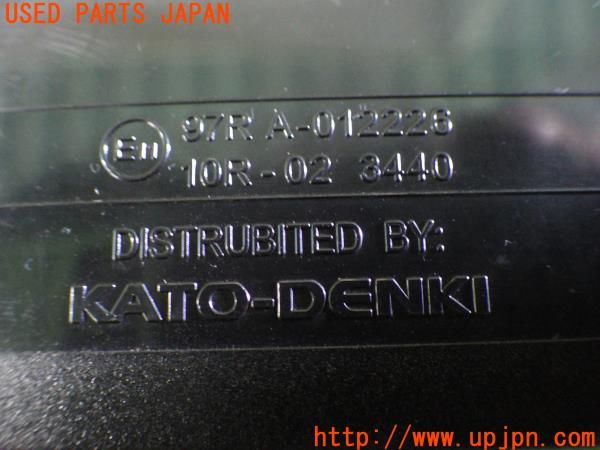 USED PARTS JAPAN
E11 97R A-012226
10R-02 3440
DISTRUBITED BY:
KATO-DENKI
http://www.upjpn.com/